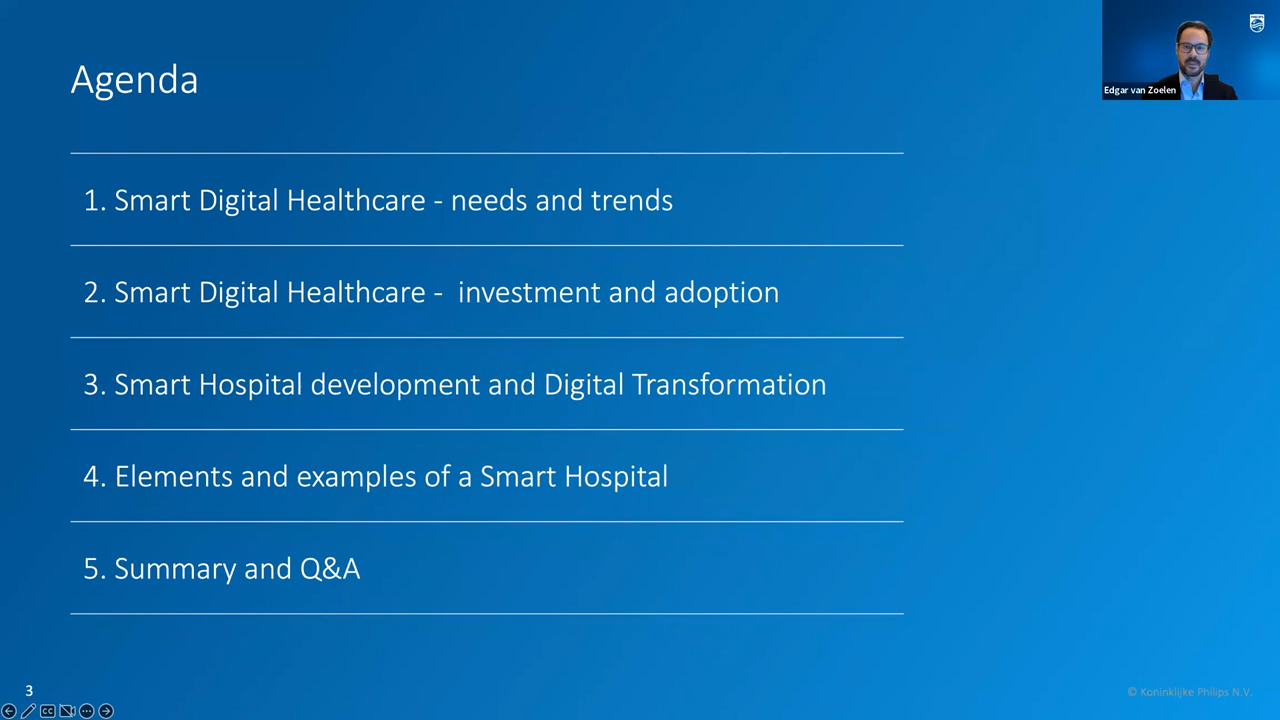 Agenda
Edgar van Zoelen
1. Smart Digital Healthcare - needs and trends
2. Smart Digital Healthcare -  investment and adoption
3. Smart Hospital development and Digital Transformation
4. Elements and examples of a Smart Hospital
5. Summary and Q&A
3
© Koninklijke Philips N.V.
CC